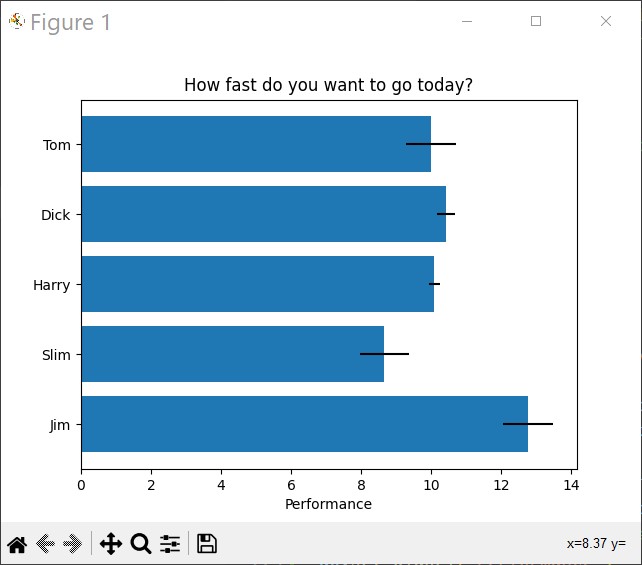 Figure 1
How fast do you want to go today?
Tom
Dick
Harry
Slim
Jim
0 2 4 6 8 10 12 14
Performance
x=8.37 y=